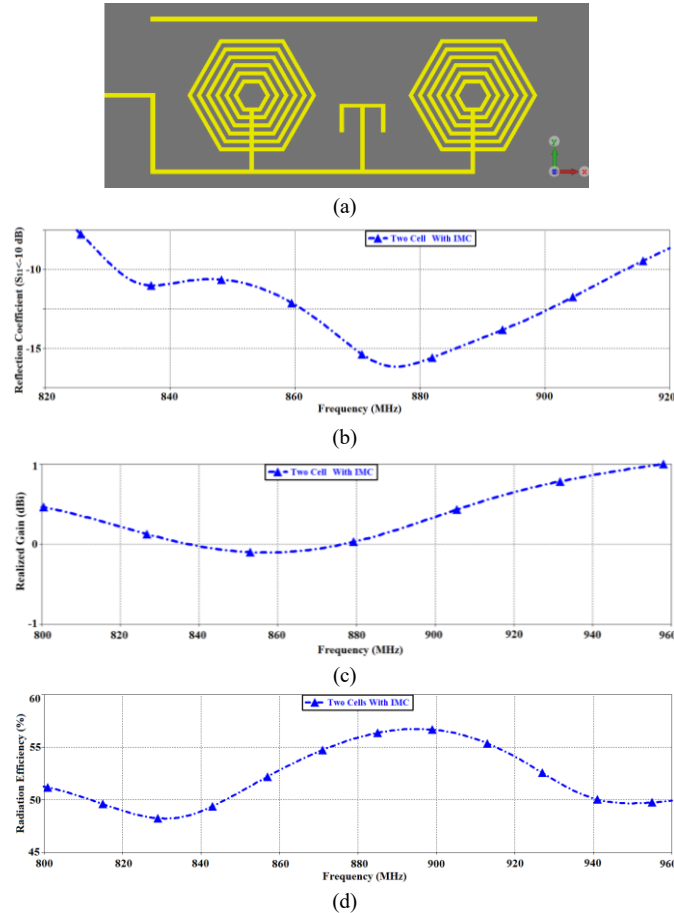 Y
X
(a)
Two Cell With IMC
Reflection Coefficient (S11<-10 dB)
-10
-15
820 840 860 880 900 920
Frequency (MHz)
(b)
Two Cell With IMC
Realized Gain (dBi)
1
0
-1
800 820 840 860 880 900 920 940 960
Frequency (MHz)
(c)
Two Cells With IMC
Radiation Efficiency (%)
60
55
50
45
800 820 840 860 880 900 920 940 960
Frequency (MHz)
(d)